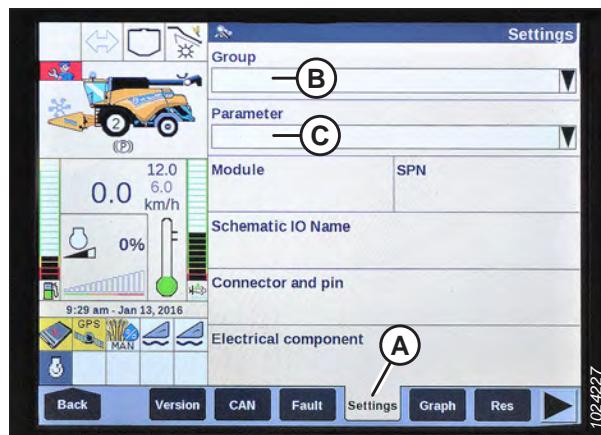 Settings
Group
B
Parameter
C
2
(P)
12.0
6.0
0.0
km/h
0%
Module
SPN
Schematic IO Name
Connector and pin
9:29 am - Jan 13, 2016
GPS
MAN
Electrical component
A
Back
Version
CAN
Fault
Settings
Graph
Res
1024227